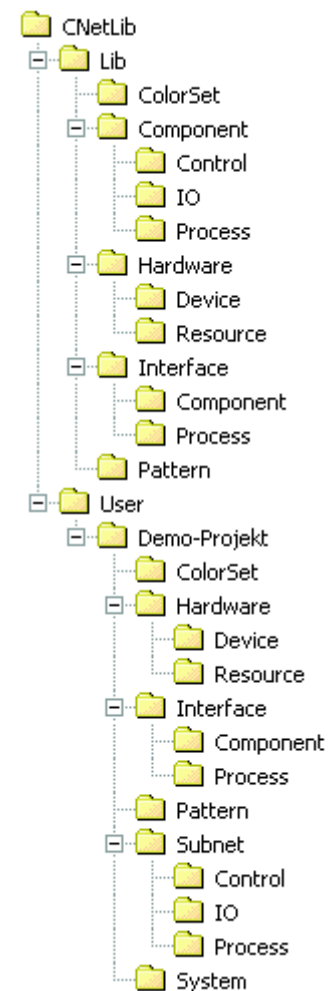 CNetLib
Lib
ColorSet
Component
Control
IO
Process
Hardware
Device
Resource
Interface
Component
Process
Pattern
User
Demo-Projekt
ColorSet
Hardware
Device
Resource
Interface
Component
Process
Pattern
Subnet
Control
IO
Process
System